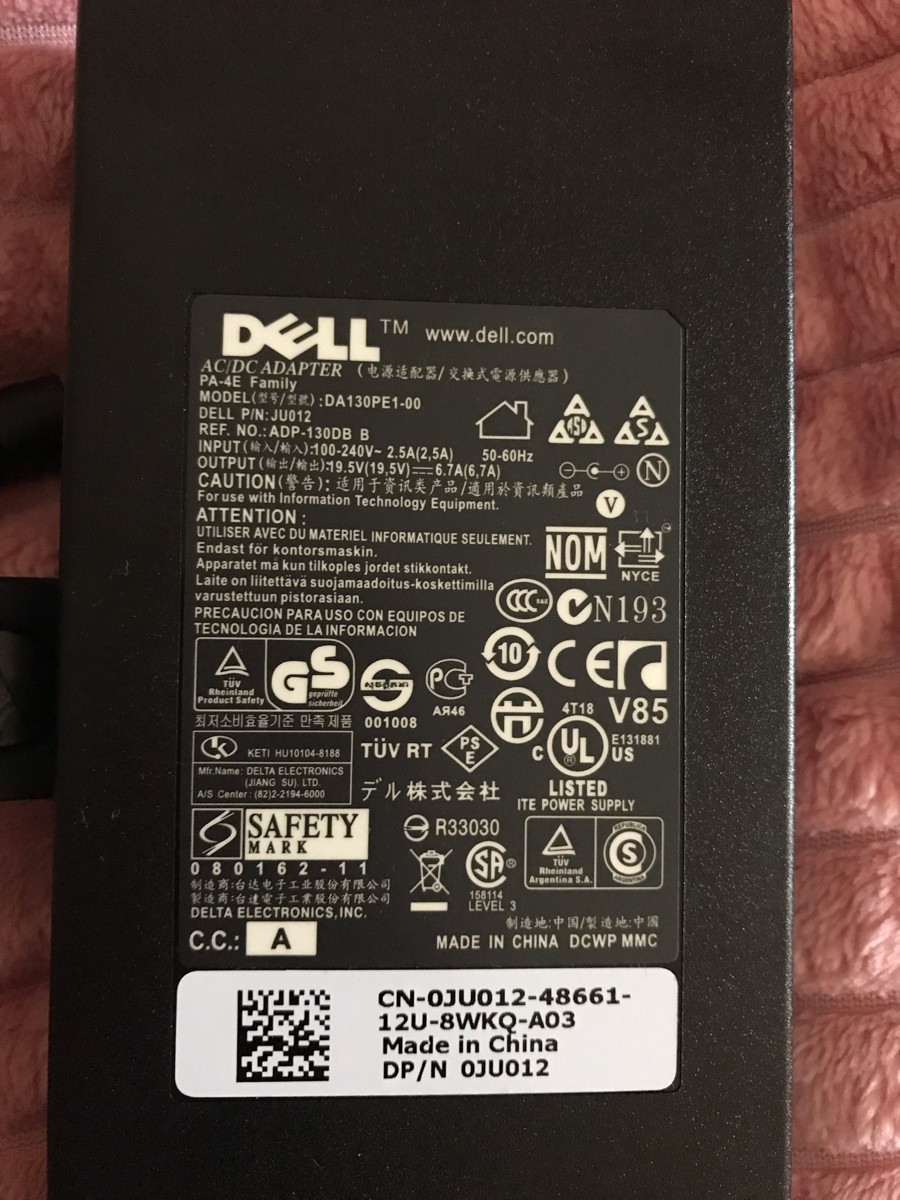 DELL™ www.dell.com
AC/DC ADAPTER (电源适配器/交換式電源供應器)
PA-4E Family
MODEL(型号/型號):DA130PE1-00
DELL P/N:JU012
REF. NO.:ADP-130DB B
INPUT(输入/輸入):100-240V~ 2.5A(2,5A) 50-60Hz
OUTPUT(输出/輸出):19.5V(19,5V)⎓6.7A(6,7A)
CAUTION(警告):适用于资讯类产品/適用於資訊類產品
For use with Information Technology Equipment.
ATTENTION :
UTILISER AVEC DU MATERIEL INFORMATIQUE SEULEMENT.
Endast för kontorsmaskin.
Apparatet må kun tilkoples jordet stikkontakt.
Laite on liitettävä suojamaadoitus-koskettimilla
varustettuun pistorasiaan.
PRECAUCION PARA USO CON EQUIPOS DE
TECNOLOGIA DE LA INFORMACION
ASD
S
N
V
NOM
NYCE
CCC S&E
N193
10
CE
TÜV
Rheinland
Product Safety
GS
geprüfte
sicherheit
001008
PCT
АЯ46
4T18
V85
최저소비효율기준 만족 제품
K KETI HU10104-8188
Mfr.Name: DELTA ELECTRONICS
(JIANG SU). LTD.
A/S Center : (82)2-2194-6000
TÜV RT
PS
E
c UL ® US
E131881
LISTED
ITE POWER SUPPLY
デル株式会社
SAFETY
MARK
080162-11
R33030
SA®
158114
LEVEL 3
TÜV
Rheinland
Argentina S.A.
REPUBLICA
S
ARGENTINA
制造商:台达电子工业股份有限公司
製造商:台達電子工業股份有限公司
DELTA ELECTRONICS,INC.
制造地:中国/製造地:中國
C.C.: A
MADE IN CHINA DCWP MMC
CN-0JU012-48661-
12U-8WKQ-A03
Made in China
DP/N 0JU012